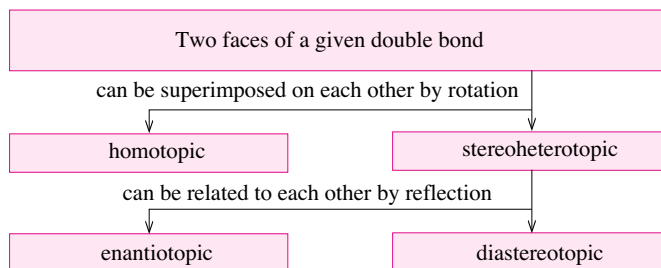 Two faces of a given double bond
can be superimposed on each other by rotation
homotopic
stereoheterotopic
can be related to each other by reflection
enantiotopic
diastereotopic